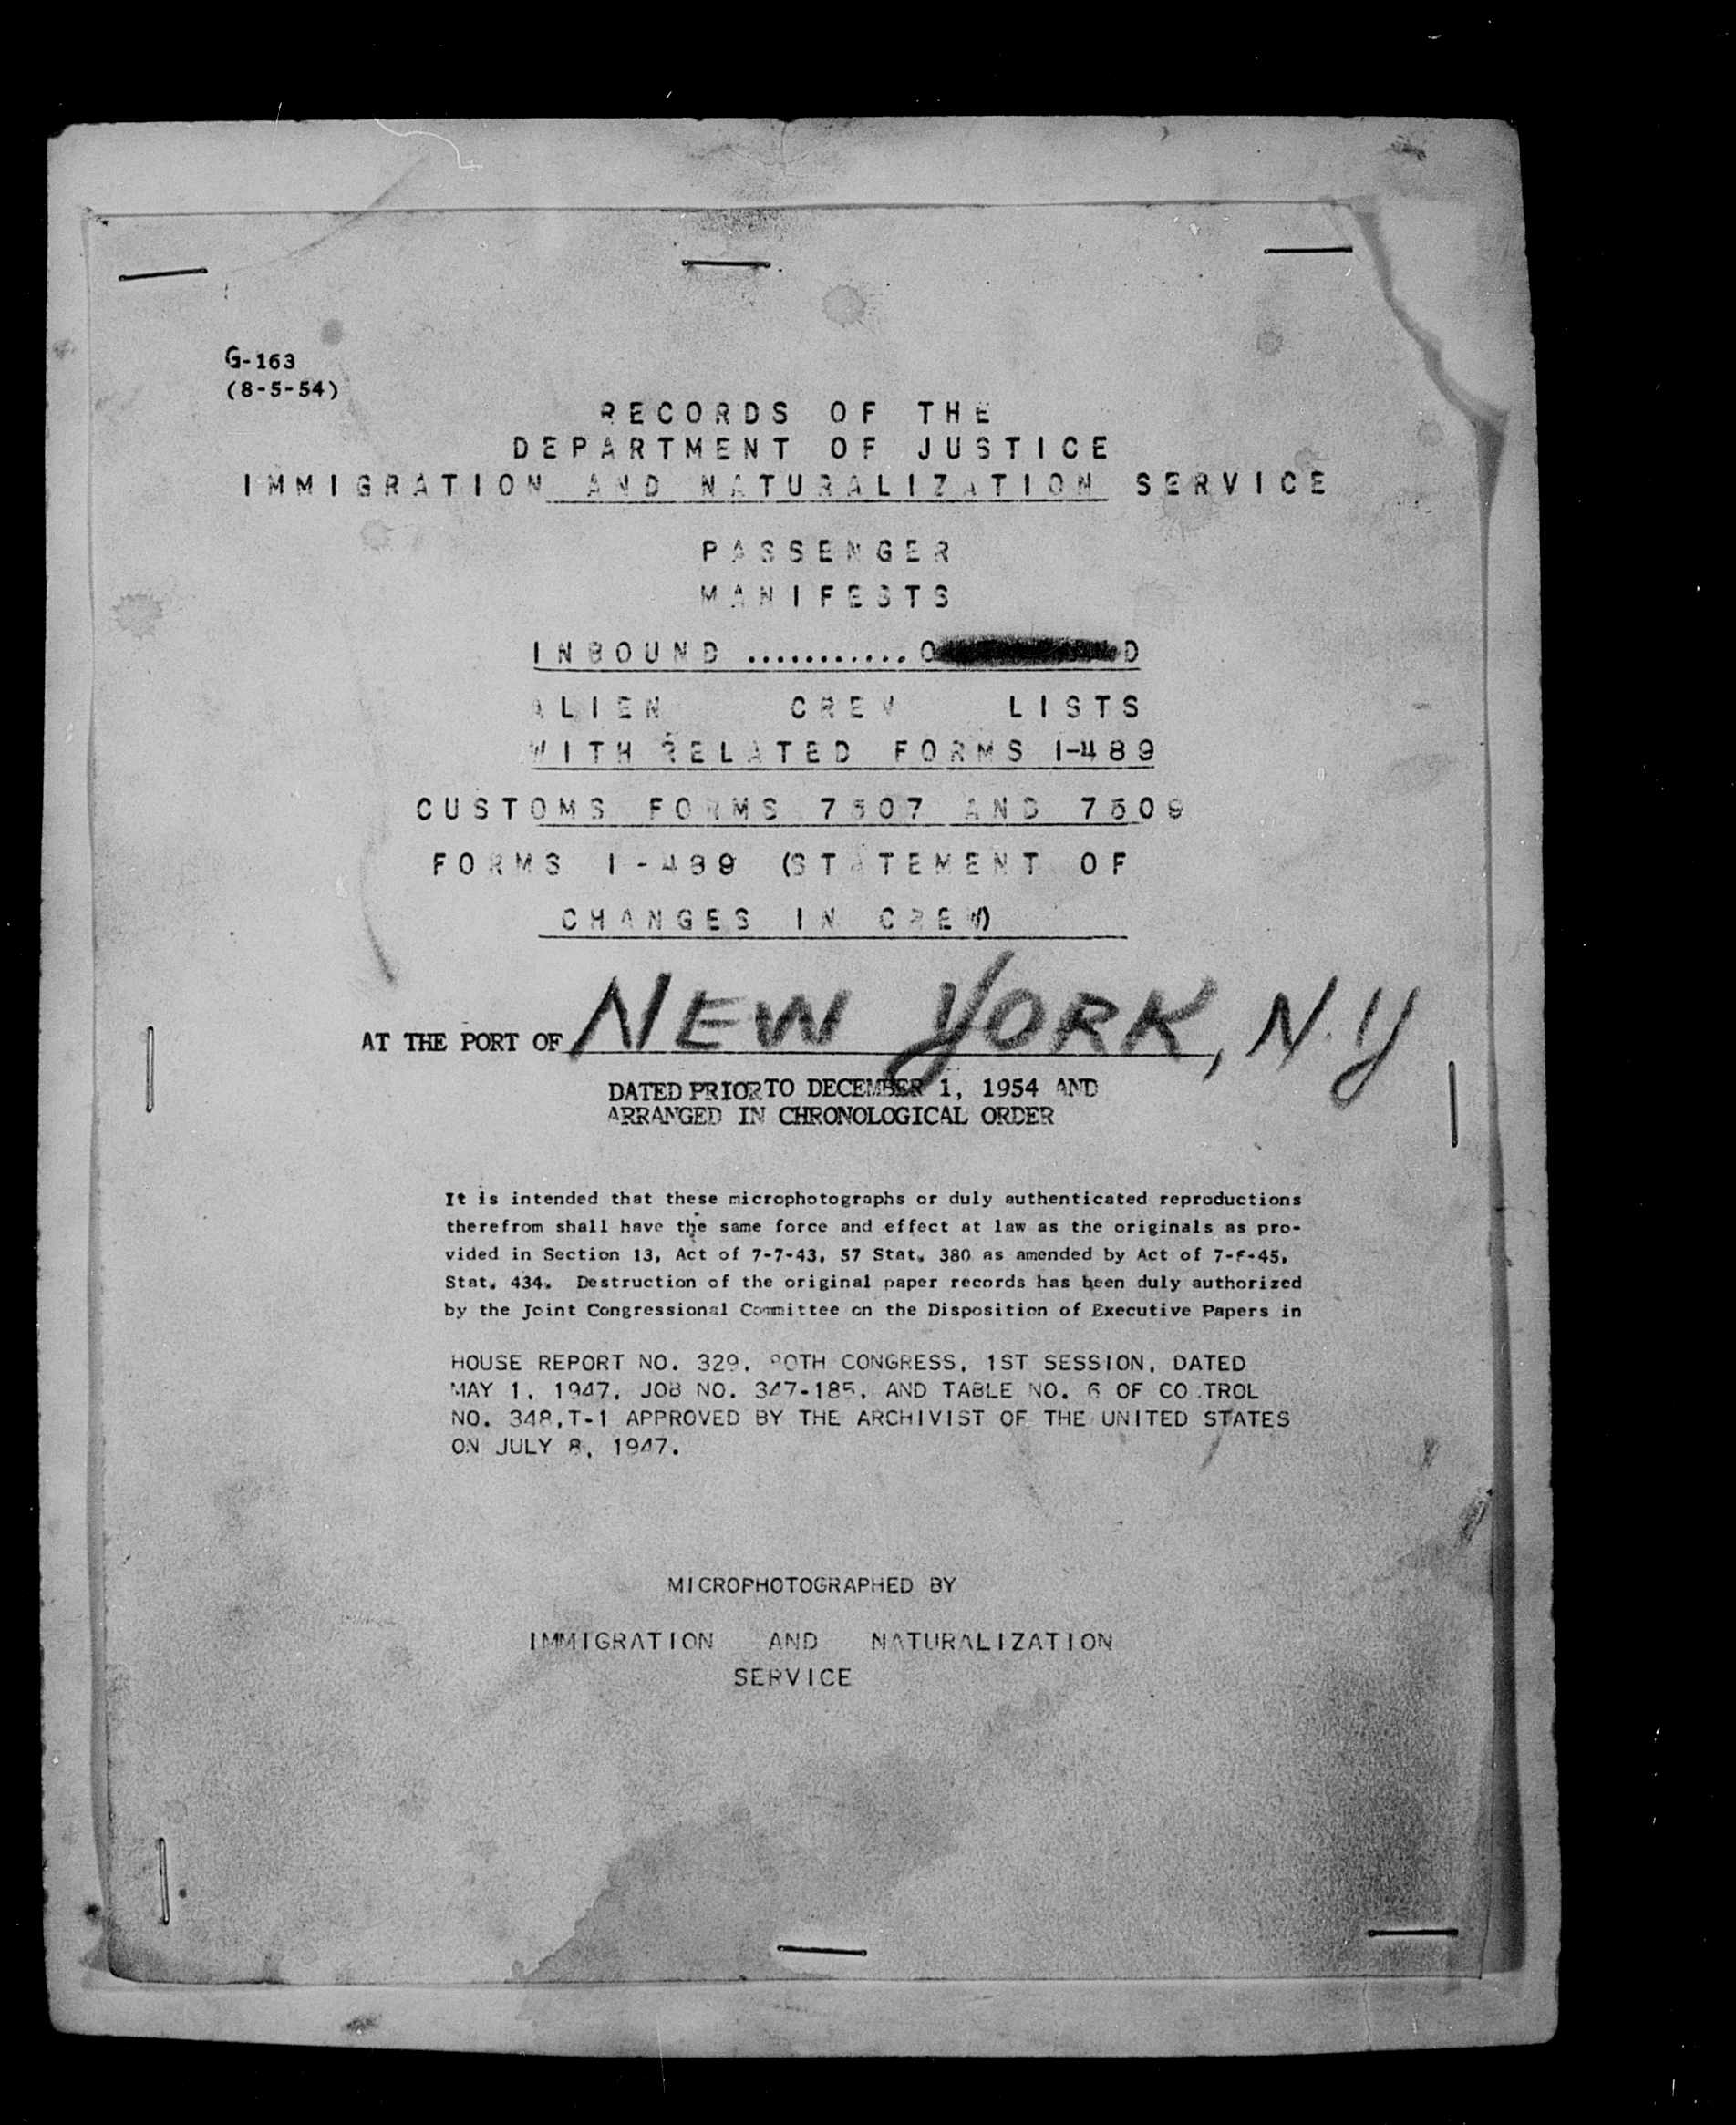 G-163
(8-5-54)
RECORDS OF THE
DEPARTMENT OF JUSTICE
IMMIGRATION AND NATURALIZATION SERVICE
PASSENGER
MANIFESTS
INBOUND ...........
ALIEN CREW LISTS
WITH RELATED FORMS I-489
CUSTOMS FORMS 7507 AND 7509
FORMS I-489 (STATEMENT OF
CHANGES IN CREW)
AT THE PORT OF NEW YORK, N.Y
DATED PRIOR TO DECEMBER 1, 1954 AND
ARRANGED IN CHRONOLOGICAL ORDER
It is intended that these microphotographs or duly authenticated reproductions
therefrom shall have the same force and effect at law as the originals as pro-
vided in Section 13, Act of 7-7-43, 57 Stat. 380 as amended by Act of
Stat. 434. Destruction of the original paper records has been duly authorized
by the Joint Congressional Committee on the Disposition of Executive Papers in
HOUSE REPORT NO. 329, 80TH CONGRESS, 1ST SESSION, DATED
MAY 1, 1947, JOB NO. 347-185, AND TABLE NO. 6 OF CO.TROL
NO. 348,T-1 APPROVED BY THE ARCHIVIST OF THE UNITED STATES
ON JULY 8, 1947.
MICROPHOTOGRAPHED BY
IMMIGRATION AND NATURALIZATION
SERVICE